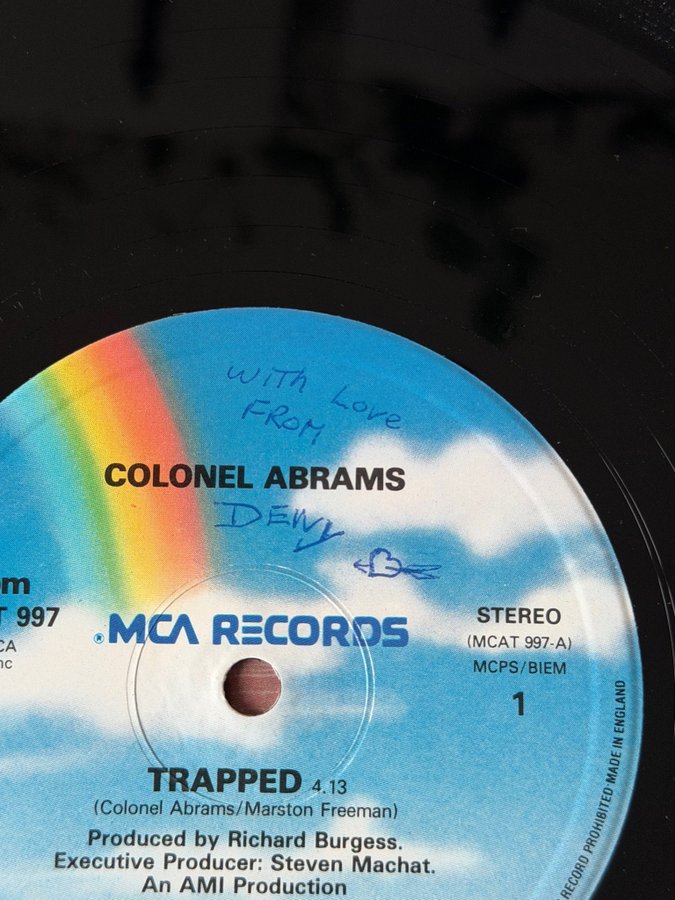 WITH Love
FROM
COLONEL ABRAMS
DENY
om
T 997
CA
nc
® MCA RECORDS
STEREO
(MCAT 997-A)
MCPS/BIEM
1
TRAPPED 4.13
(Colonel Abrams/Marston Freeman)
Produced by Richard Burgess.
Executive Producer: Steven Machat.
An AMI Production
RECORD PROHIBITED·MADE IN ENGLAND